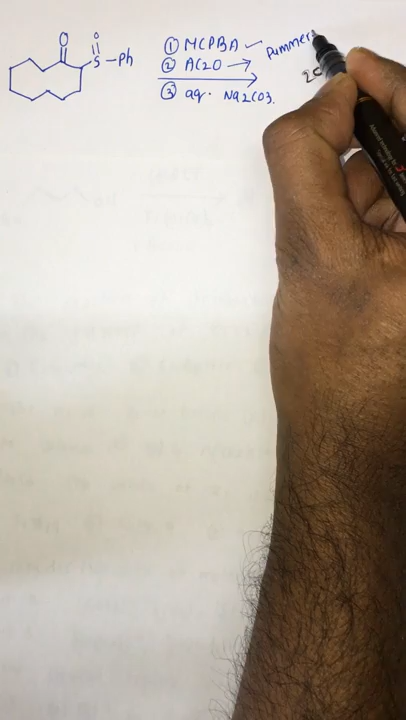 O
O
S-Ph
① MCPBA
② AC2O →
③ aq. Na2CO3.